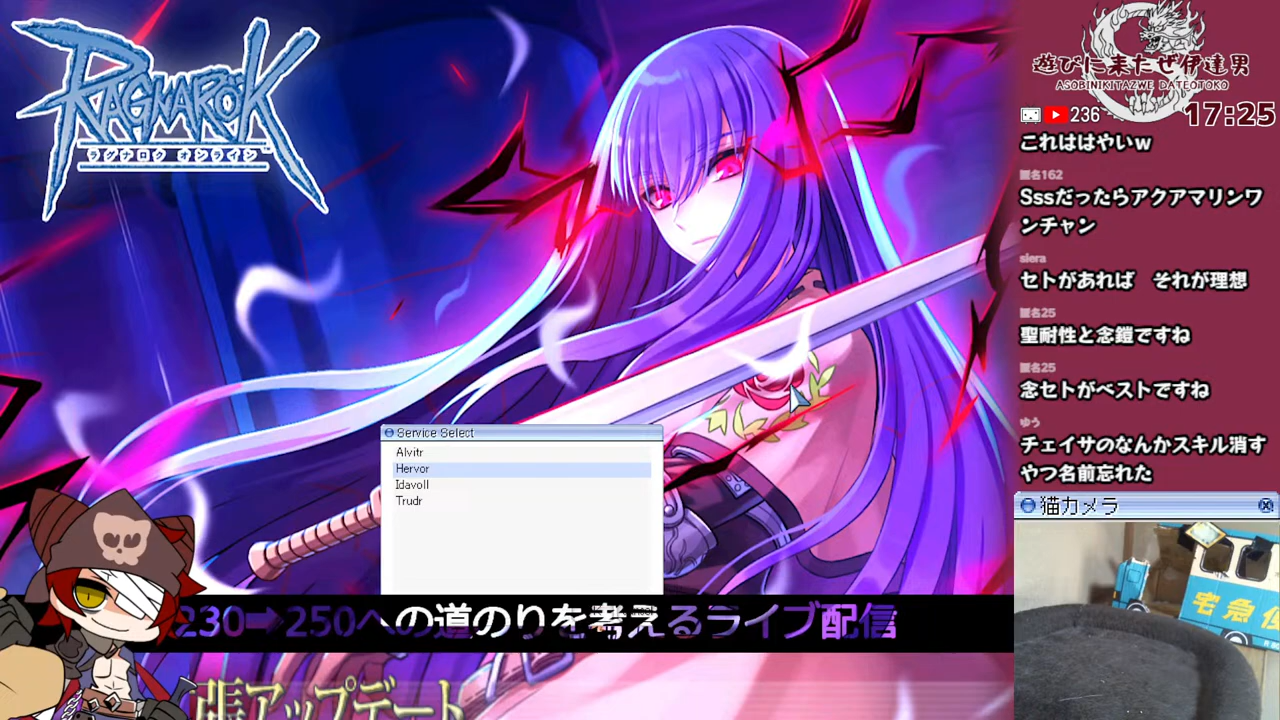 RAGNAROK
ラグナロク オンライン
Service Select
Alvitr
Hervor
Idavoll
Trudr
230➡250への道のりを考えるライブ配信
張アップデート
遊びに来たぜ伊達男
ASOBINIKITAZWE DATEOTOKO
236
17:25
これははやいw
匿名162
Sssだったらアクアマリンワ
ンチャン
siera
セトがあれば　それが理想
匿名25
聖耐性と念鎧ですね
匿名25
念セトがベストですね
ゆう
チェイサのなんかスキル消す
やつ名前忘れた
猫カメラ
宅急